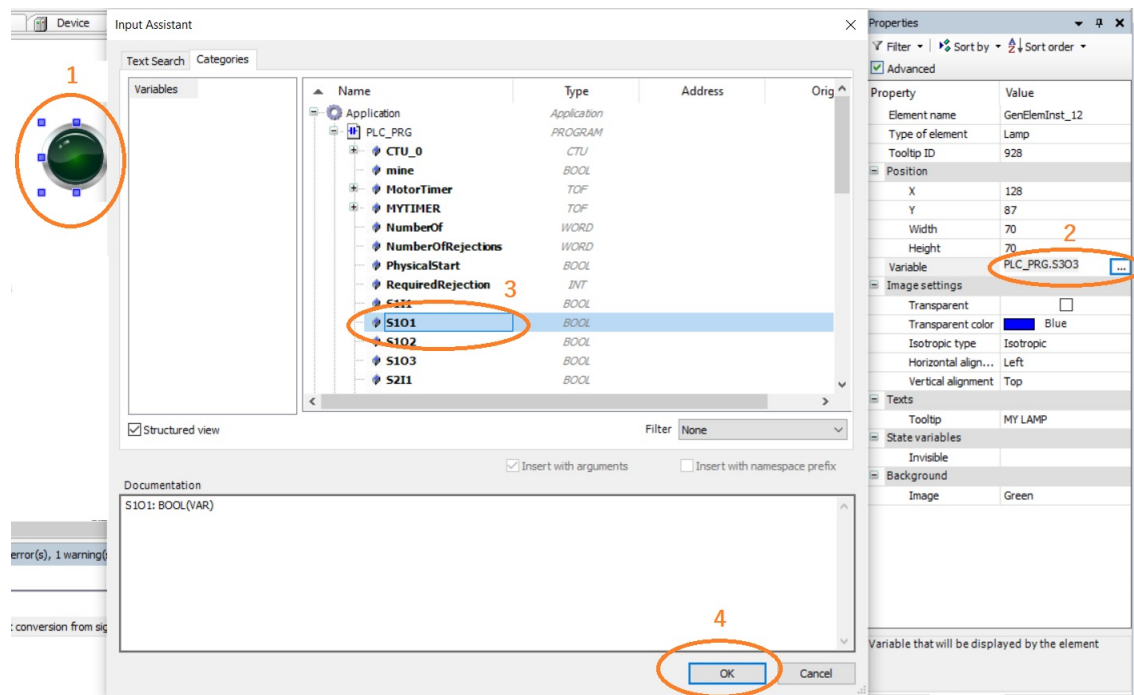 Device
Input Assistant
Text Search
Categories
Variables
Name Type Address Orig
Application Application
PLC_PRG PROGRAM
CTU_0 CTU
mine BOOL
MotorTimer TOF
MYTIMER TOF
NumberOf WORD
NumberOfRejections WORD
PhysicalStart BOOL
RequiredRejection INT
S1I1 BOOL
S1O1 BOOL
S1O2 BOOL
S1O3 BOOL
S2I1 BOOL
Structured view
Filter None
Insert with arguments
Insert with namespace prefix
Documentation
S1O1: BOOL(VAR)
OK
Cancel
1
2
3
4
error(s), 1 warning(s
conversion from sig
Properties
Filter Sort by Sort order
Advanced
Property Value
Element name GenElemInst_12
Type of element Lamp
Tooltip ID 928
Position
X 128
Y 87
Width 70
Height 70
Variable PLC_PRG.S3O3 ...
Image settings
Transparent
Transparent color Blue
Isotropic type Isotropic
Horizontal align... Left
Vertical alignment Top
Texts
Tooltip MY LAMP
State variables
Invisible
Background
Image Green
Variable that will be displayed by the element